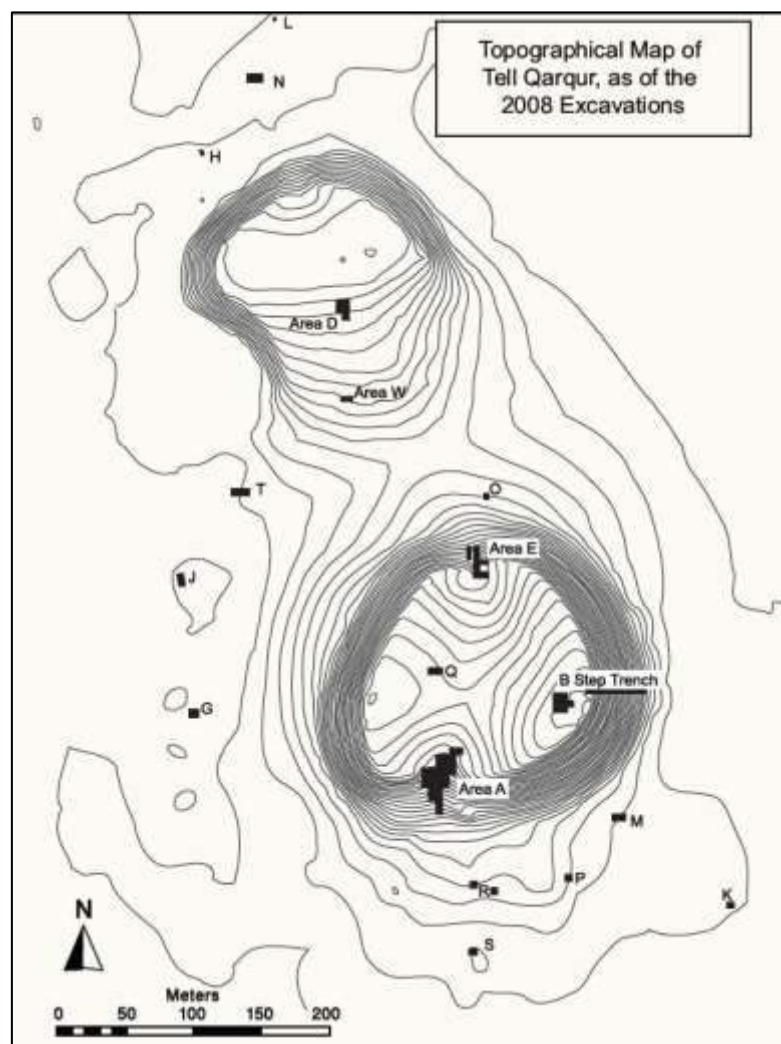 L
Topographical Map of
Tell Qarqur, as of the
2008 Excavations
N
H
Area D
Area W
T
O
Area E
J
Q
B Step Trench
G
Area A
M
P
R
K
S
N
Meters
0 50 100 150 200